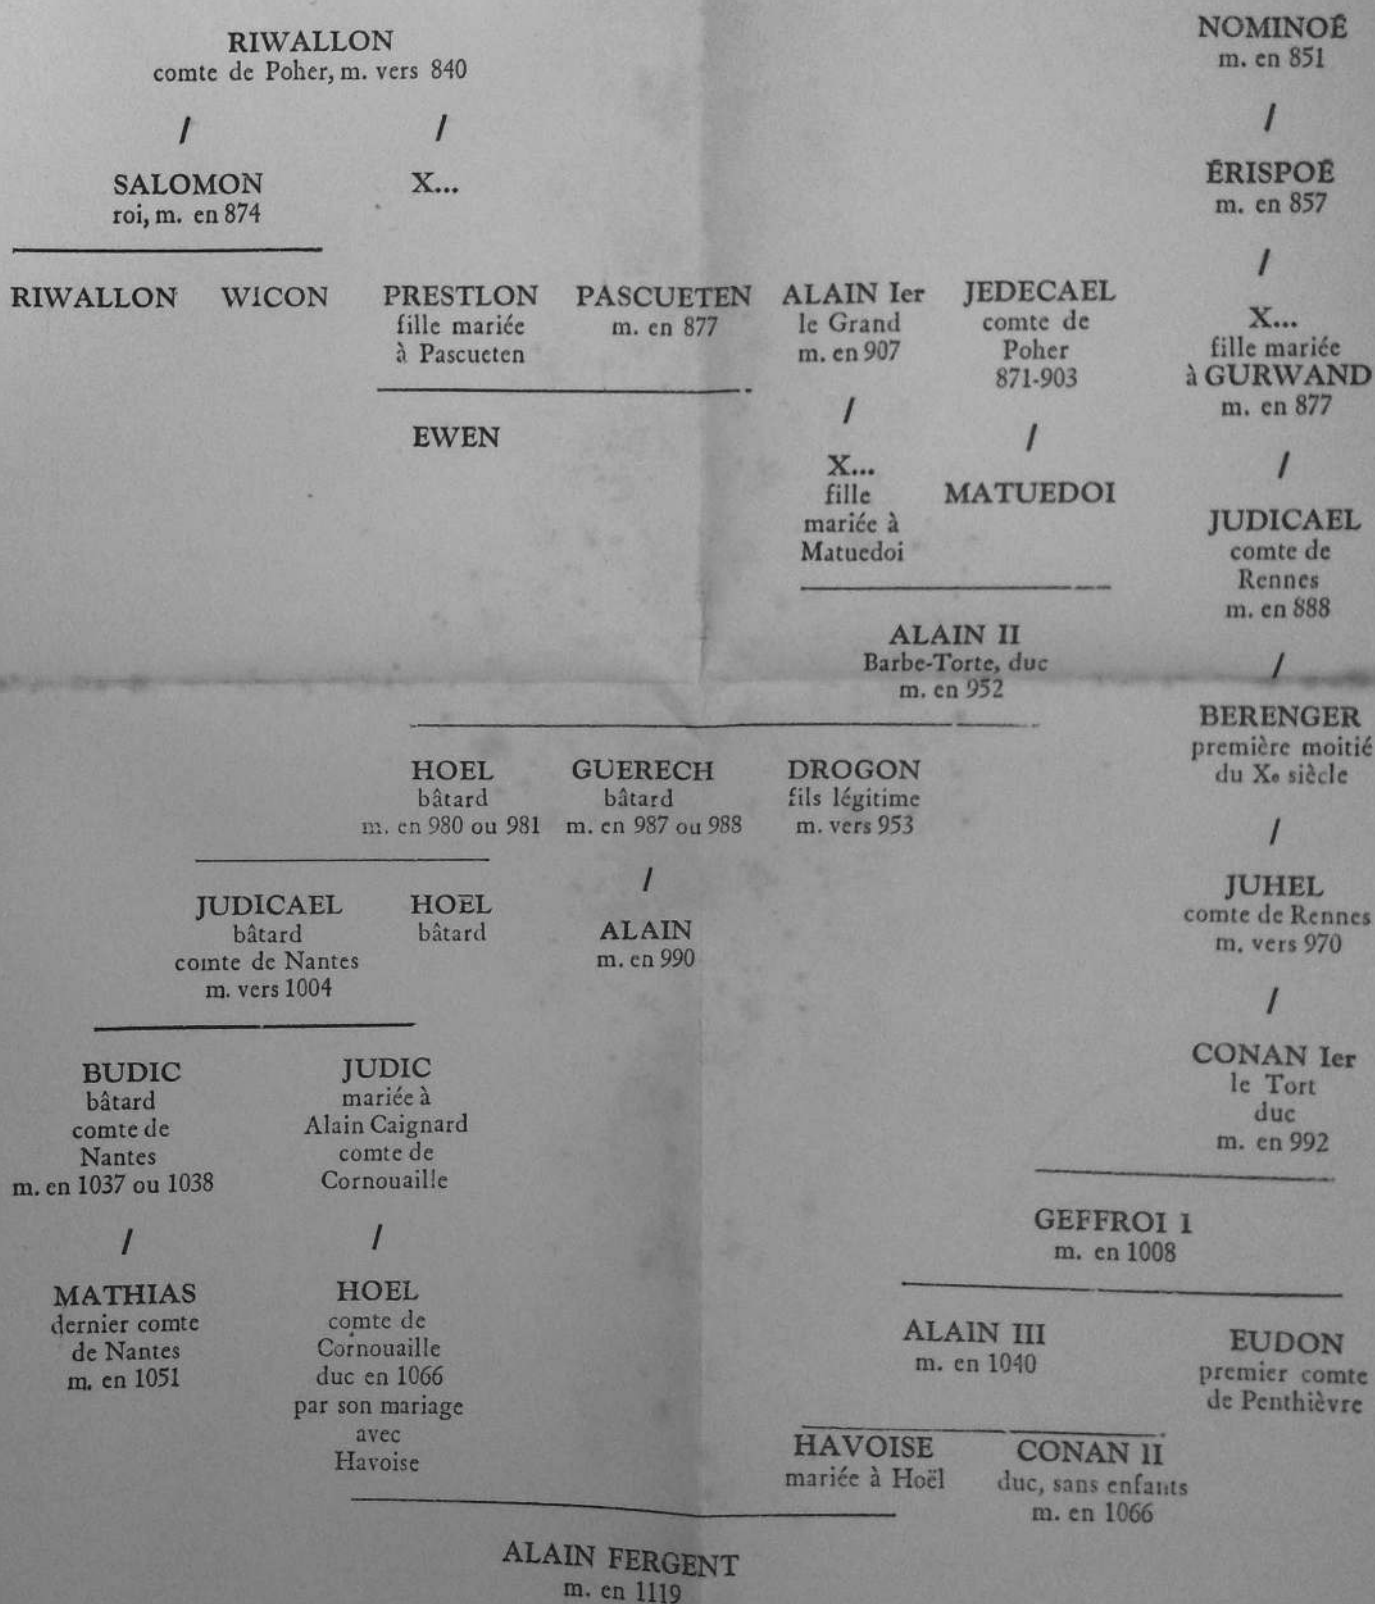 RIWALLON
comte de Poher, m. vers 840
NOMINOÊ
m. en 851
/ / /
SALOMON
roi, m. en 874
X...
ÉRISPOÊ
m. en 857
/
RIWALLON
WICON
PRESTLON
fille mariée
à Pascueten
PASCUETEN
m. en 877
ALAIN Ier
le Grand
m. en 907
JEDECAEL
comte de
Poher
871-903
X...
fille mariée
à GURWAND
m. en 877
/ / /
EWEN
X...
fille
mariée à
Matuedoi
MATUEDOI
JUDICAEL
comte de
Rennes
m. en 888
ALAIN II
Barbe-Torte, duc
m. en 952
/
BERENGER
première moitié
du Xe siècle
HOEL
bâtard
m. en 980 ou 981
GUERECH
bâtard
m. en 987 ou 988
DROGON
fils légitime
m. vers 953
/ /
JUDICAEL
bâtard
comte de Nantes
m. vers 1004
HOËL
bâtard
ALAIN
m. en 990
JUHEL
comte de Rennes
m. vers 970
/
BUDIC
bâtard
comte de
Nantes
m. en 1037 ou 1038
JUDIC
mariée à
Alain Caignard
comte de
Cornouaille
CONAN Ier
le Tort
duc
m. en 992
/ /
GEFFROI I
m. en 1008
MATHIAS
dernier comte
de Nantes
m. en 1051
HOEL
comte de
Cornouaille
duc en 1066
par son mariage
avec
Havoise
ALAIN III
m. en 1040
EUDON
premier comte
de Penthièvre
HAVOISE
mariée à Hoël
CONAN II
duc, sans enfants
m. en 1066
ALAIN FERGENT
m. en 1119